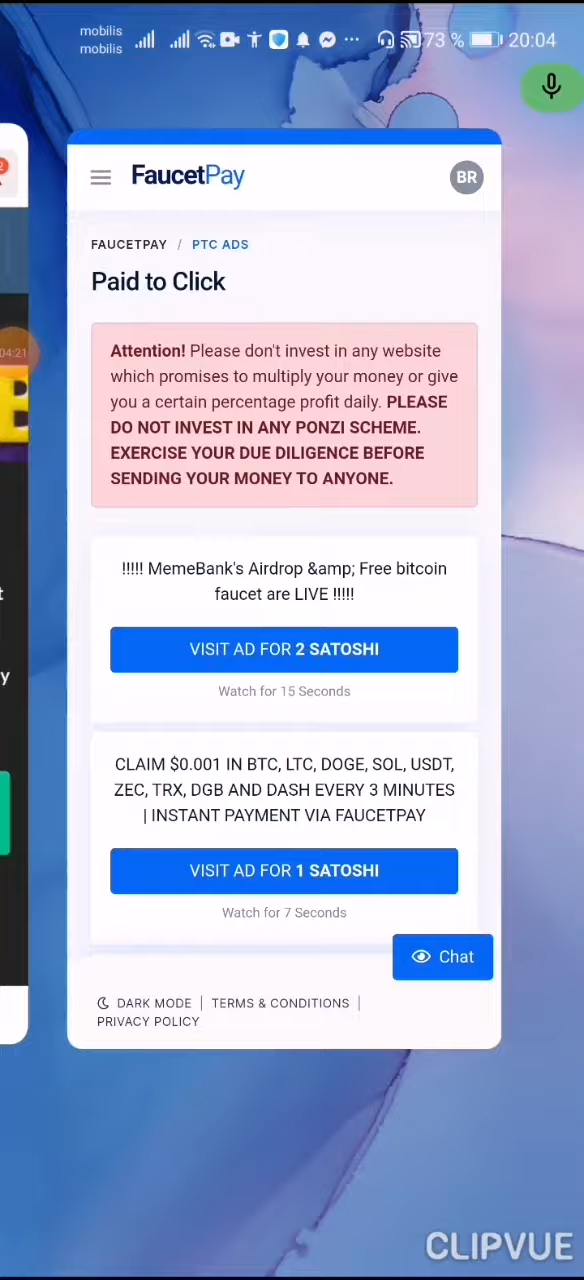 mobilis
mobilis
73 %
20:04
2
04:21
B
t
y
FaucetPay
BR
FAUCETPAY / PTC ADS
Paid to Click
Attention! Please don't invest in any website
which promises to multiply your money or give
you a certain percentage profit daily. PLEASE
DO NOT INVEST IN ANY PONZI SCHEME.
EXERCISE YOUR DUE DILIGENCE BEFORE
SENDING YOUR MONEY TO ANYONE.
!!!!! MemeBank's Airdrop &amp; Free bitcoin
faucet are LIVE !!!!!
VISIT AD FOR 2 SATOSHI
Watch for 15 Seconds
CLAIM $0.001 IN BTC, LTC, DOGE, SOL, USDT,
ZEC, TRX, DGB AND DASH EVERY 3 MINUTES
| INSTANT PAYMENT VIA FAUCETPAY
VISIT AD FOR 1 SATOSHI
Watch for 7 Seconds
Chat
DARK MODE | TERMS & CONDITIONS |
PRIVACY POLICY
CLIPVUE